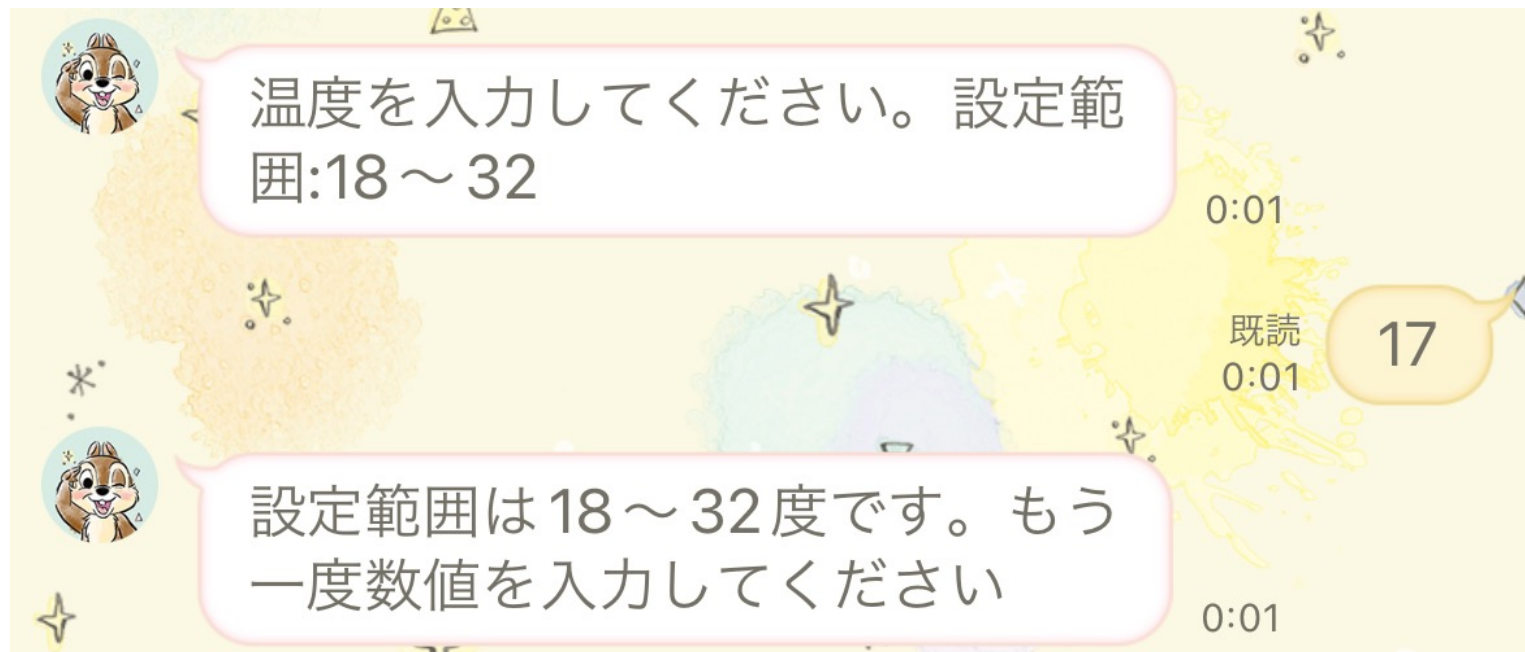 温度を入力してください。設定範
囲:18〜32
0:01
既読
0:01
17
設定範囲は18〜32度です。もう
一度数値を入力してください
0:01